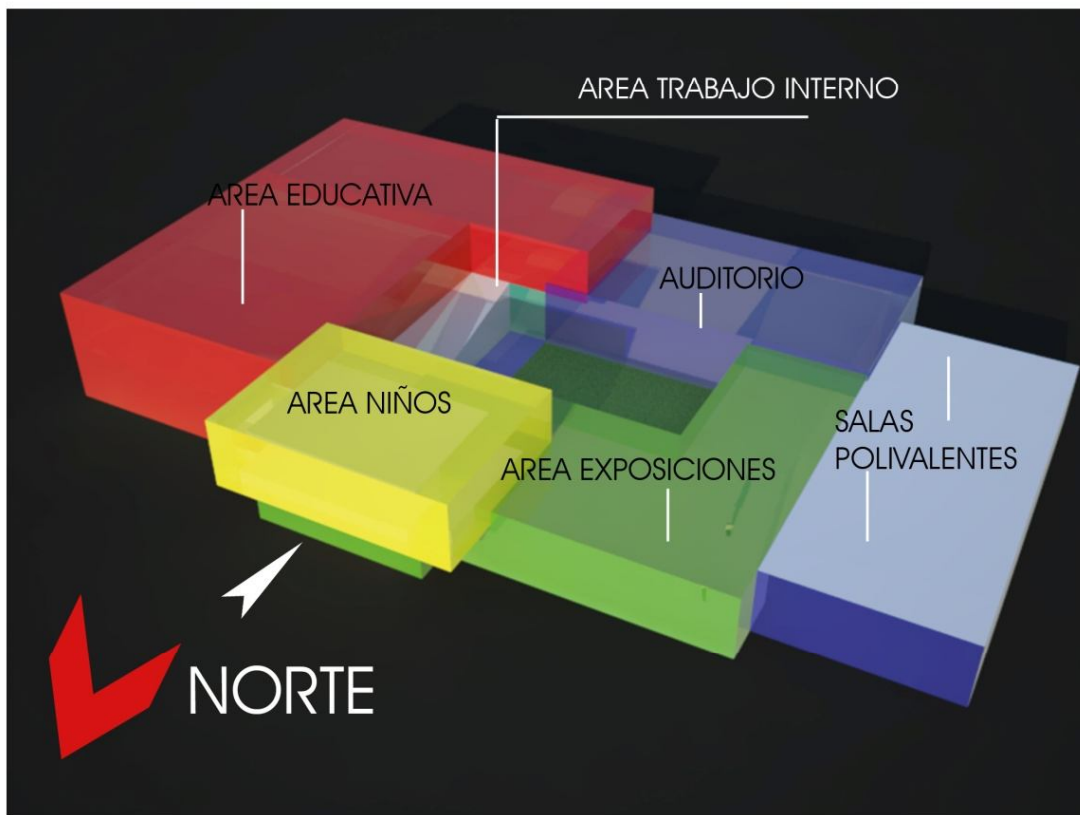 AREA TRABAJO INTERNO
AREA EDUCATIVA
AUDITORIO
AREA NIÑOS
SALAS
POLIVALENTES
AREA EXPOSICIONES
NORTE